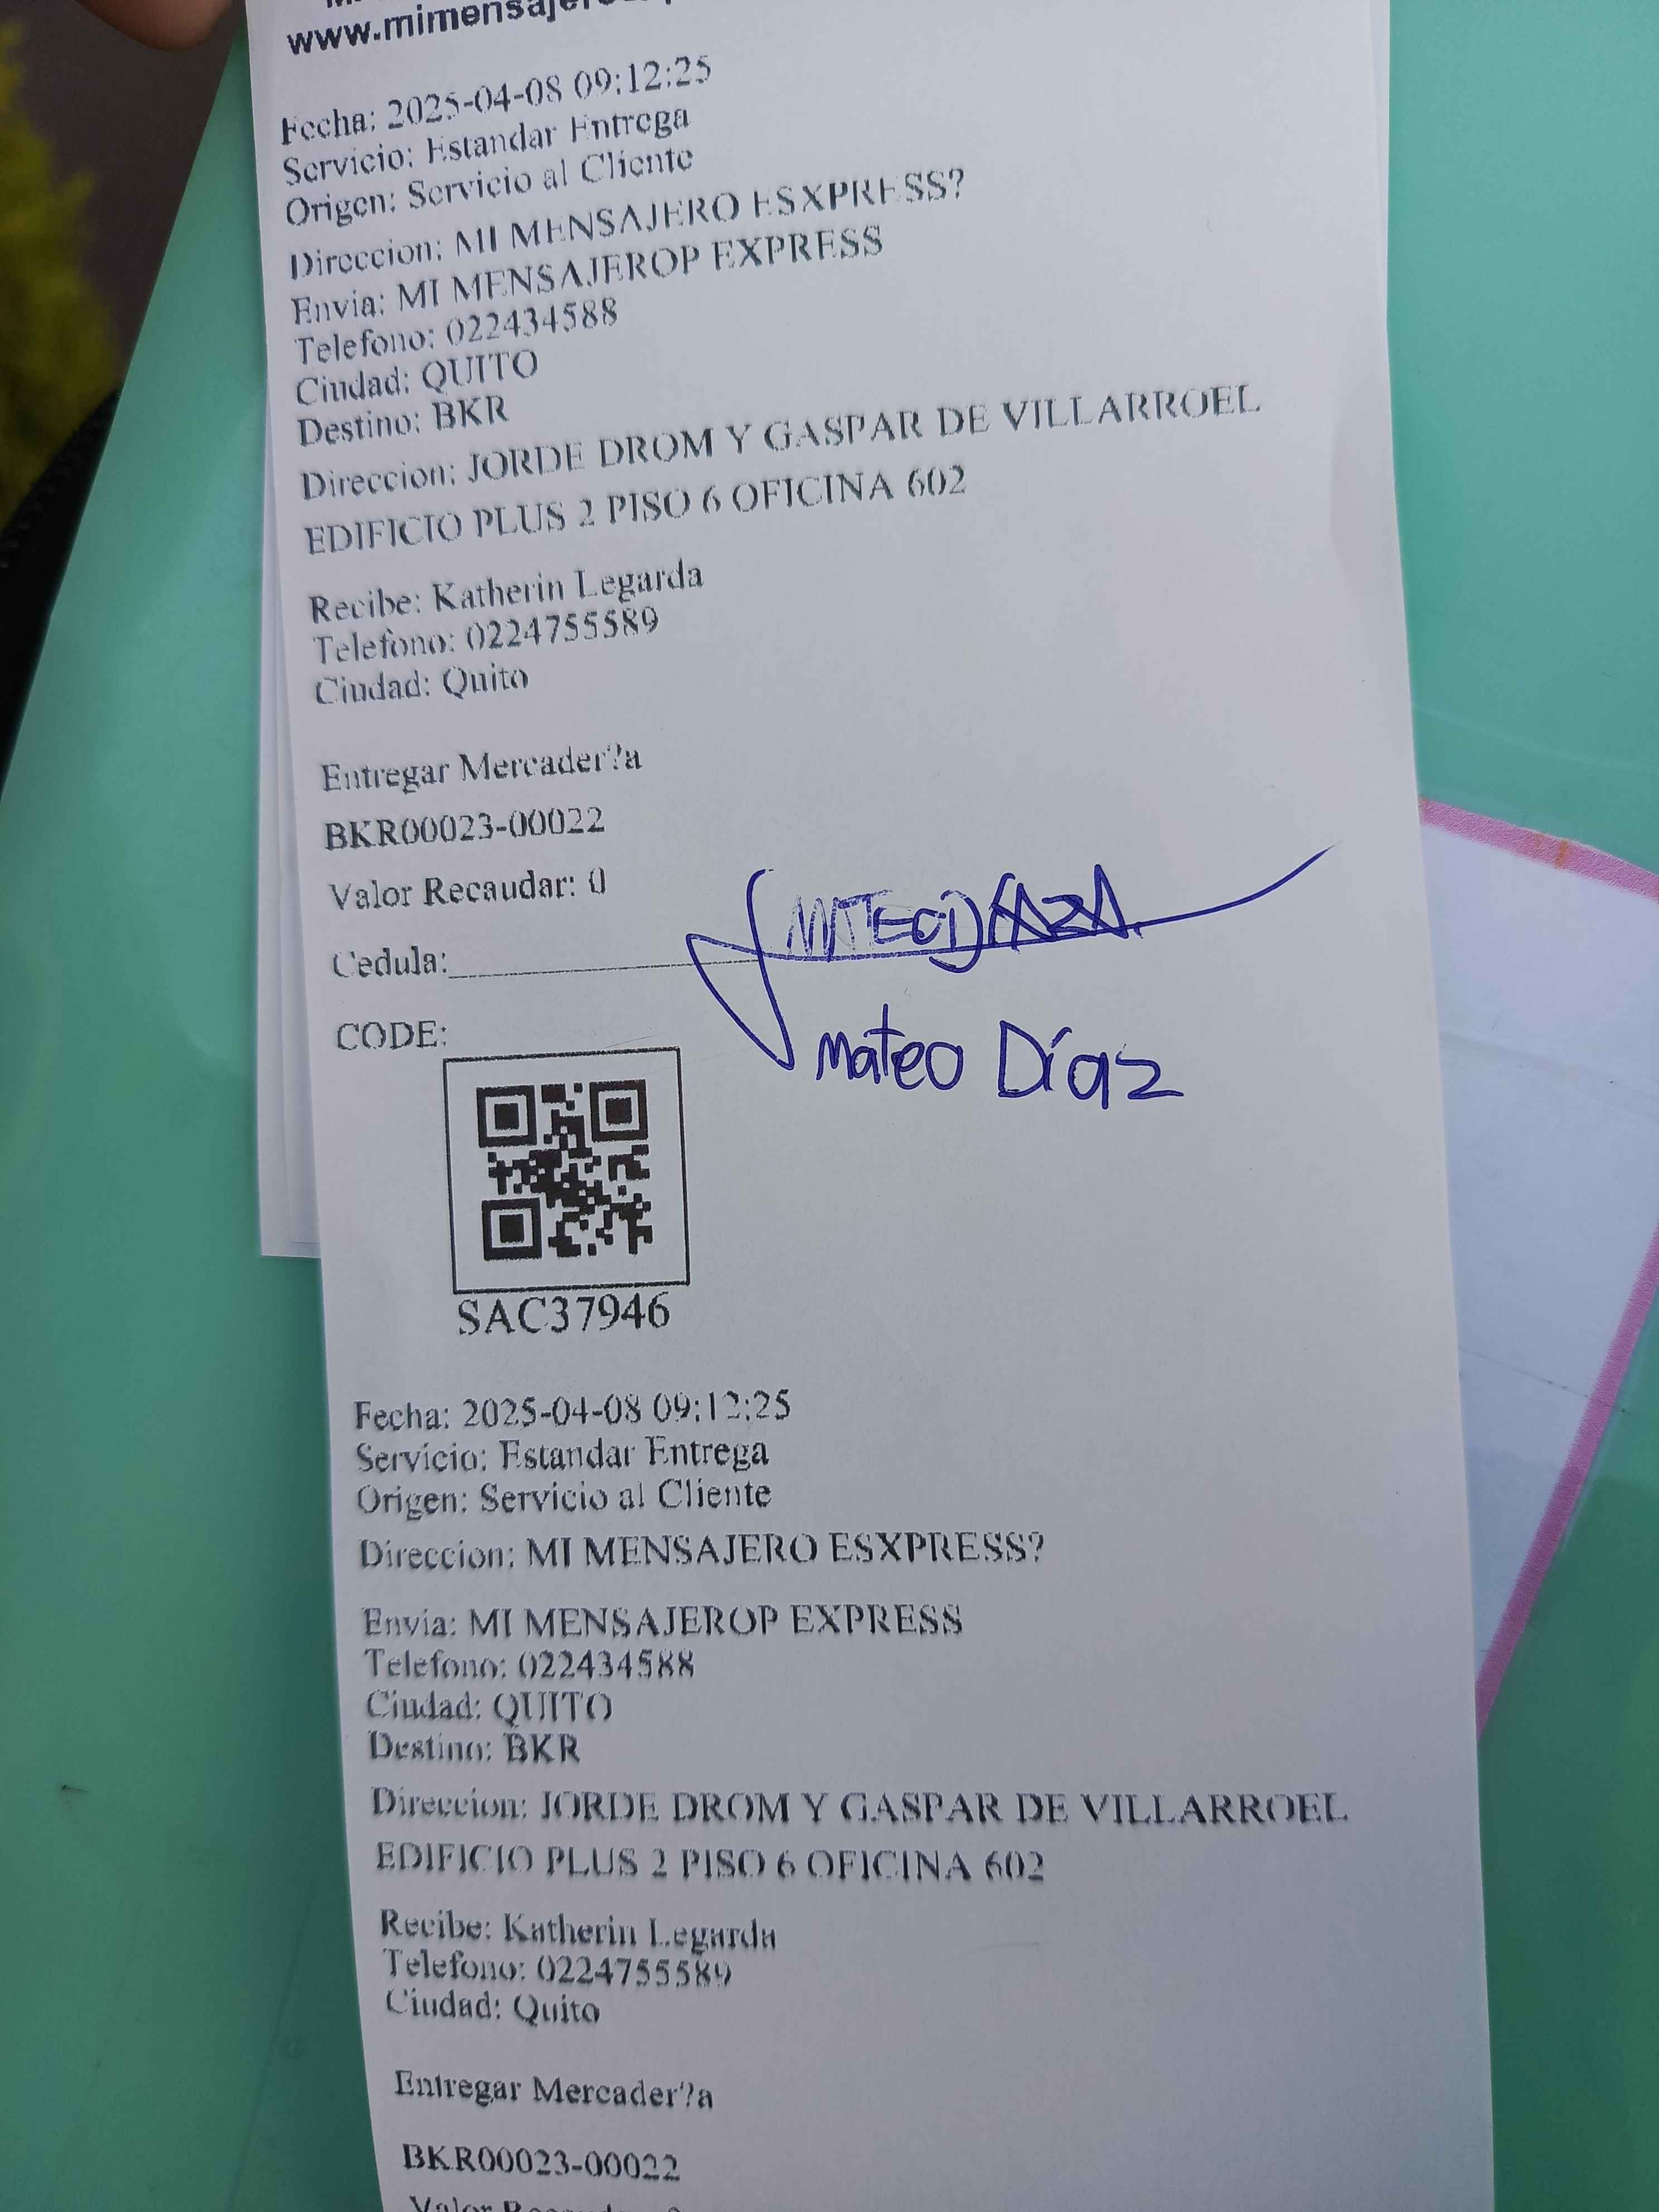 www.mimensajero
Fecha: 2025-04-08 09:12:25
Servicio: Estandar Entrega
Origen: Servicio al Cliente
Direccion: MI MENSAJERO ESXPRESS?
Envia: MI MENSAJEROP EXPRESS
Telefono: 022434588
Ciudad: QUITO
Destino: BKR
Direccion: JORDE DROM Y GASPAR DE VILLARROEL
EDIFICIO PLUS 2 PISO 6 OFICINA 602
Recibe: Katherin Legarda
Telefono: 0224755589
Ciudad: Quito
Entregar Mercader?a
BKR00023-00022
Valor Recaudar: 0
Cedula:
Mateo Díaz
CODE:
SAC37946
Fecha: 2025-04-08 09:12:25
Servicio: Estandar Entrega
Origen: Servicio al Cliente
Direccion: MI MENSAJERO ESXPRESS?
Envia: MI MENSAJEROP EXPRESS
Telefono: 022434588
Ciudad: QUITO
Destino: BKR
Direccion: JORDE DROM Y GASPAR DE VILLARROEL
EDIFICIO PLUS 2 PISO 6 OFICINA 602
Recibe: Katherin Legarda
Telefono: 0224755589
Ciudad: Quito
Entregar Mercader?a
BKR00023-00022